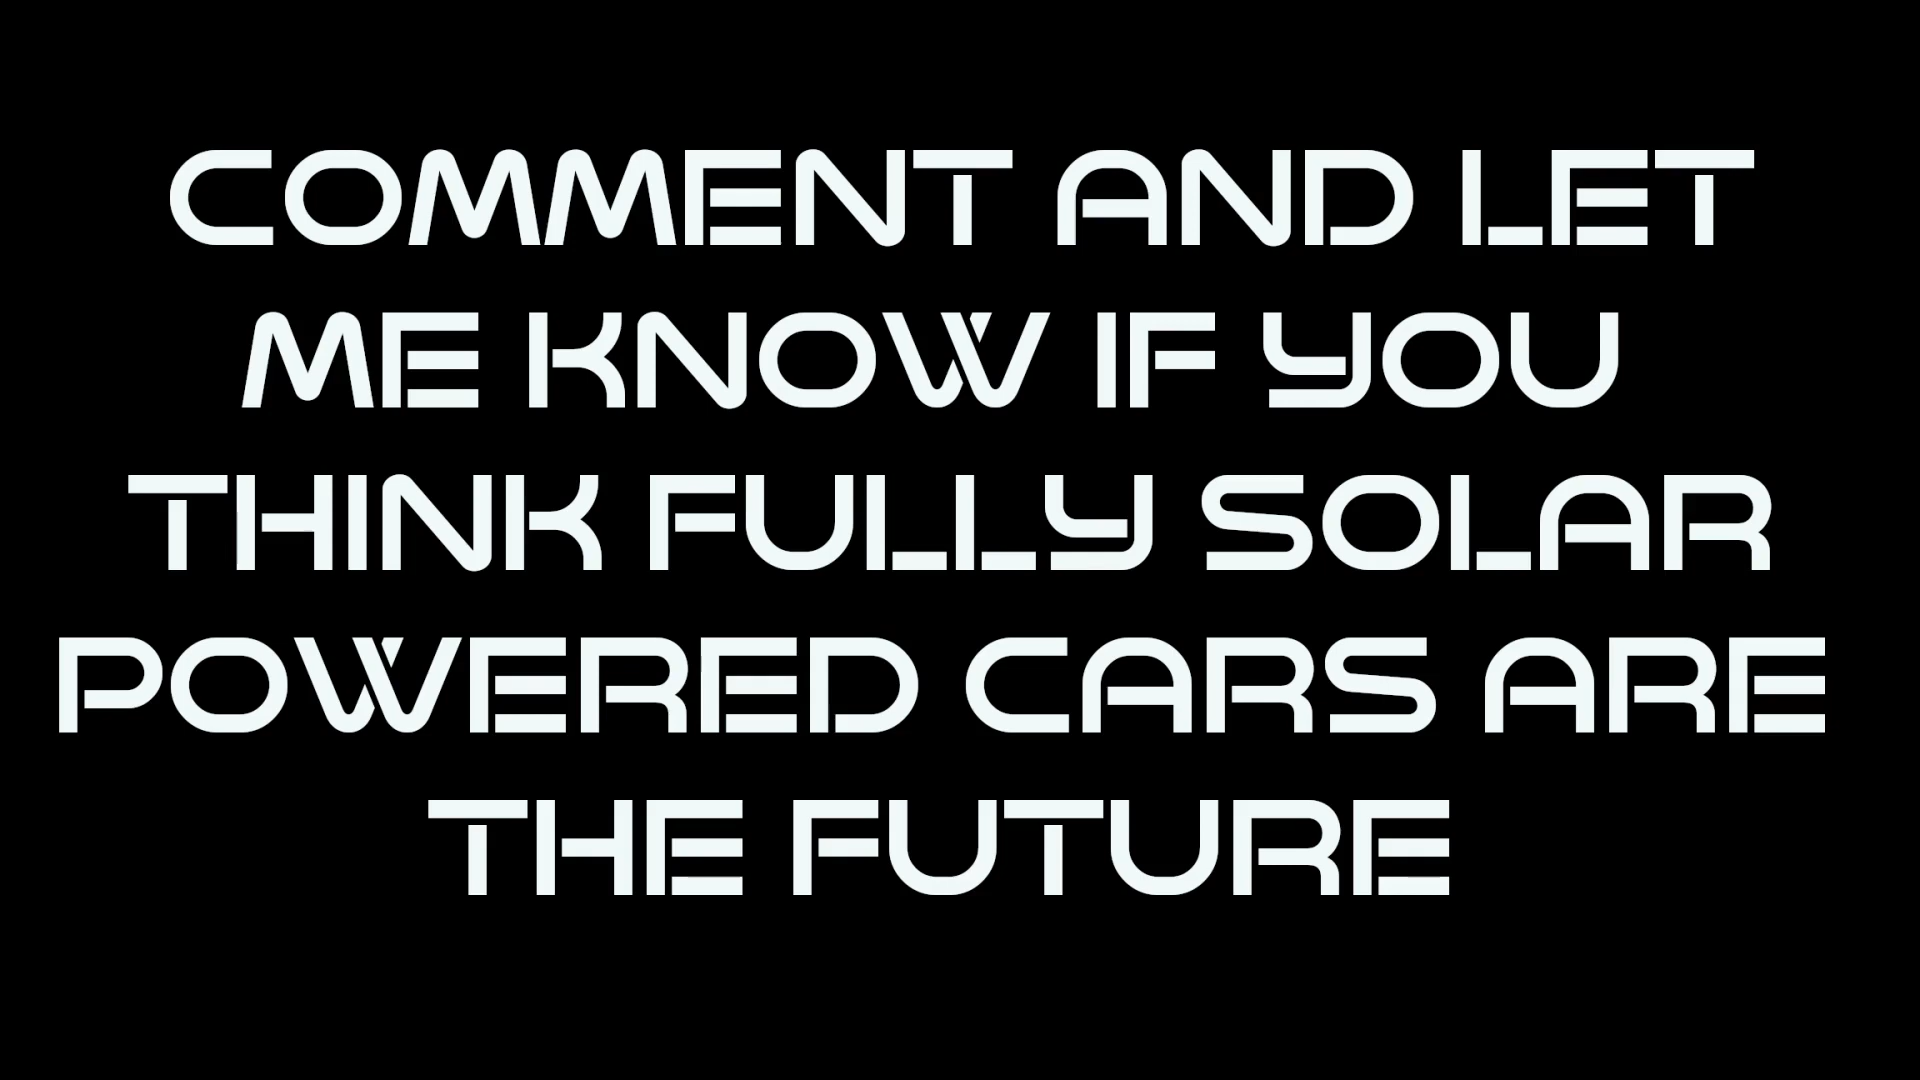 COMMENT AND LET
ME KNOW IF YOU
THINK FULLY SOLAR
POWERED CARS ARE
THE FUTURE